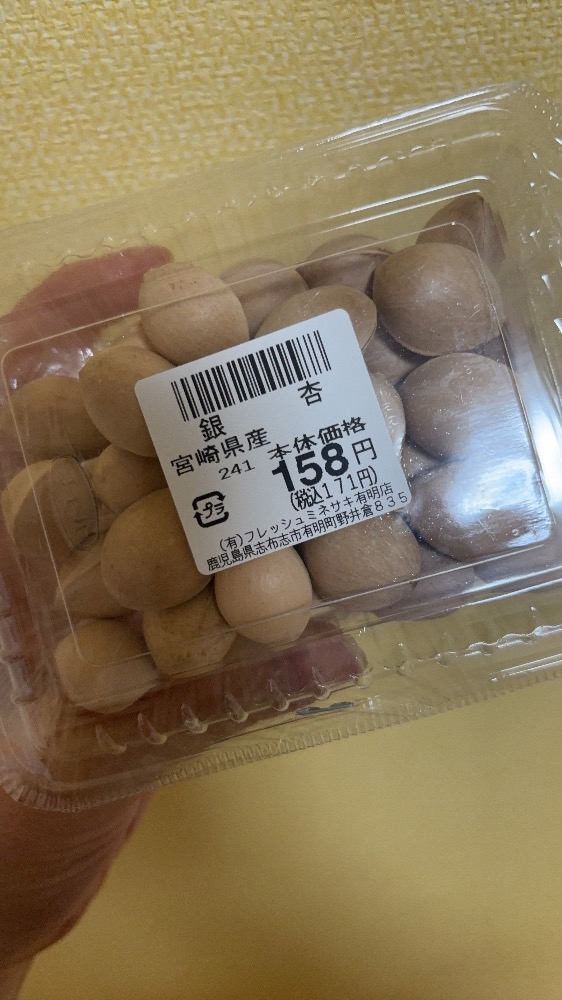 銀杏
宮崎県産
241
本体価格
158円
(税込171円)
プラ
(有)フレッシュミネサキ有明店
鹿児島県志布志市有明町野井倉835